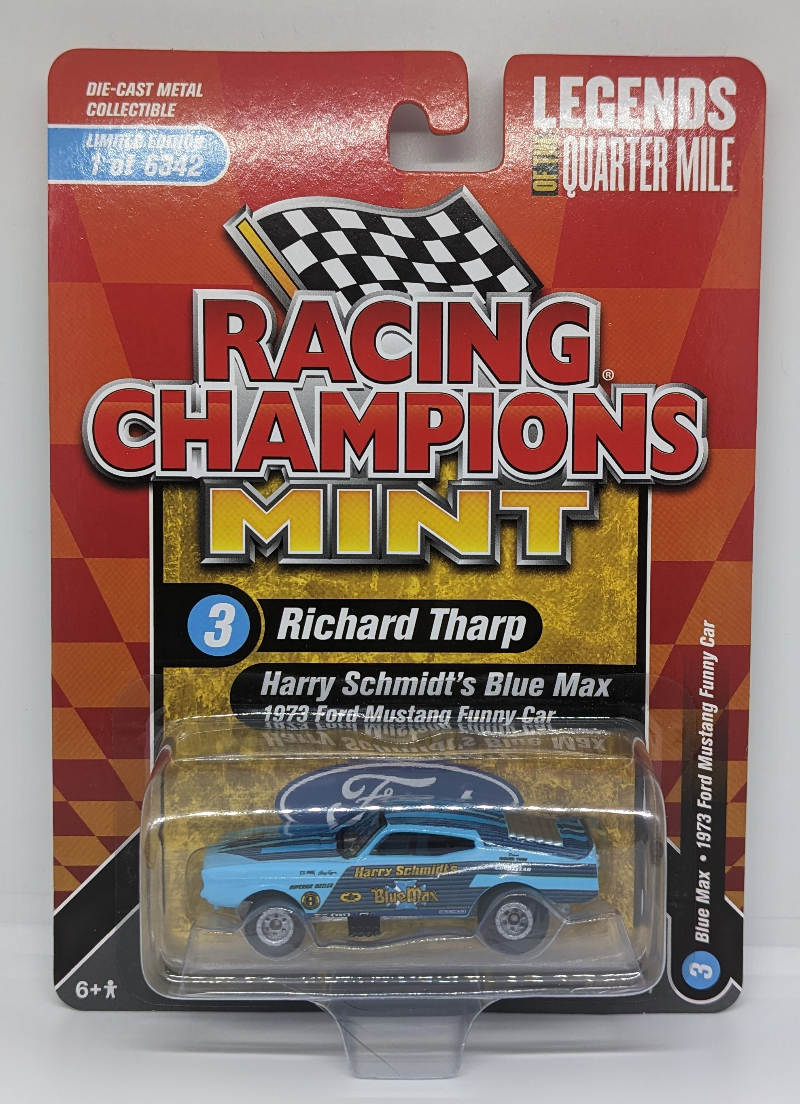 DIE-CAST METAL
COLLECTIBLE
LIMITED EDITION
1 of 6342
LEGENDS
OF THE
QUARTER MILE
RACING
CHAMPIONS®
MINT
3
Richard Tharp
Harry Schmidt's Blue Max
1973 Ford Mustang Funny Car
Ford
Harry Schmidt's
Blue Max
6+
3 Blue Max • 1973 Ford Mustang Funny Car